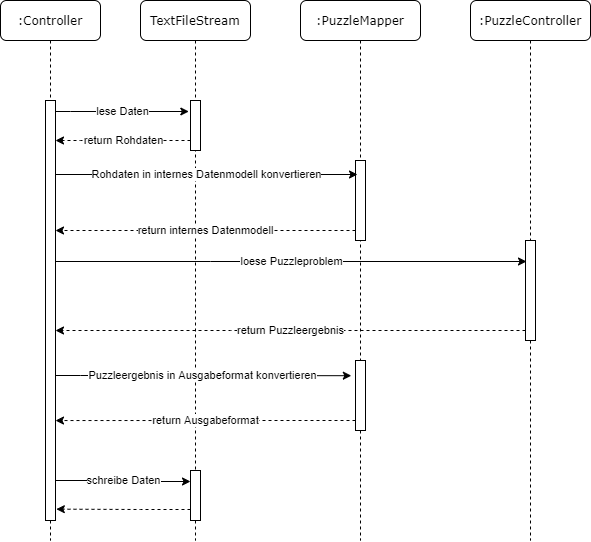 :Controller
TextFileStream
:PuzzleMapper
:PuzzleController
lese Daten
return Rohdaten
Rohdaten in internes Datenmodell konvertieren
return internes Datenmodell
loese Puzzleproblem
return Puzzleergebnis
Puzzleergebnis in Ausgabeformat konvertieren
return Ausgabeformat
schreibe Daten